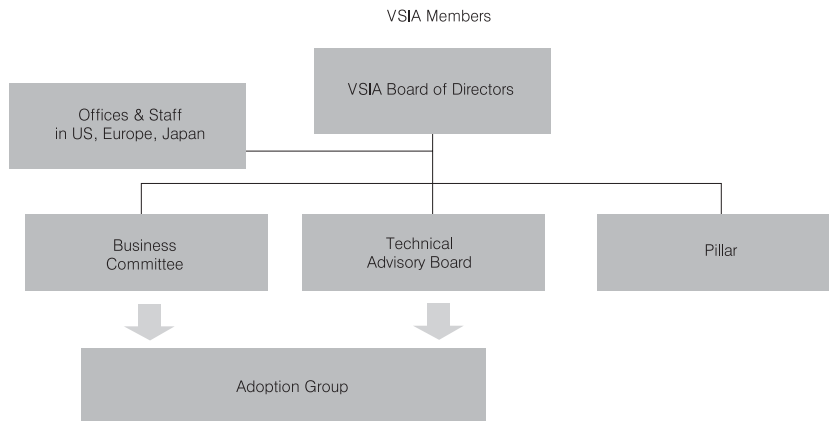 VSIA Members
VSIA Board of Directors
Offices & Staff
in US, Europe, Japan
Business
Committee
Technical
Advisory Board
Pillar
Adoption Group